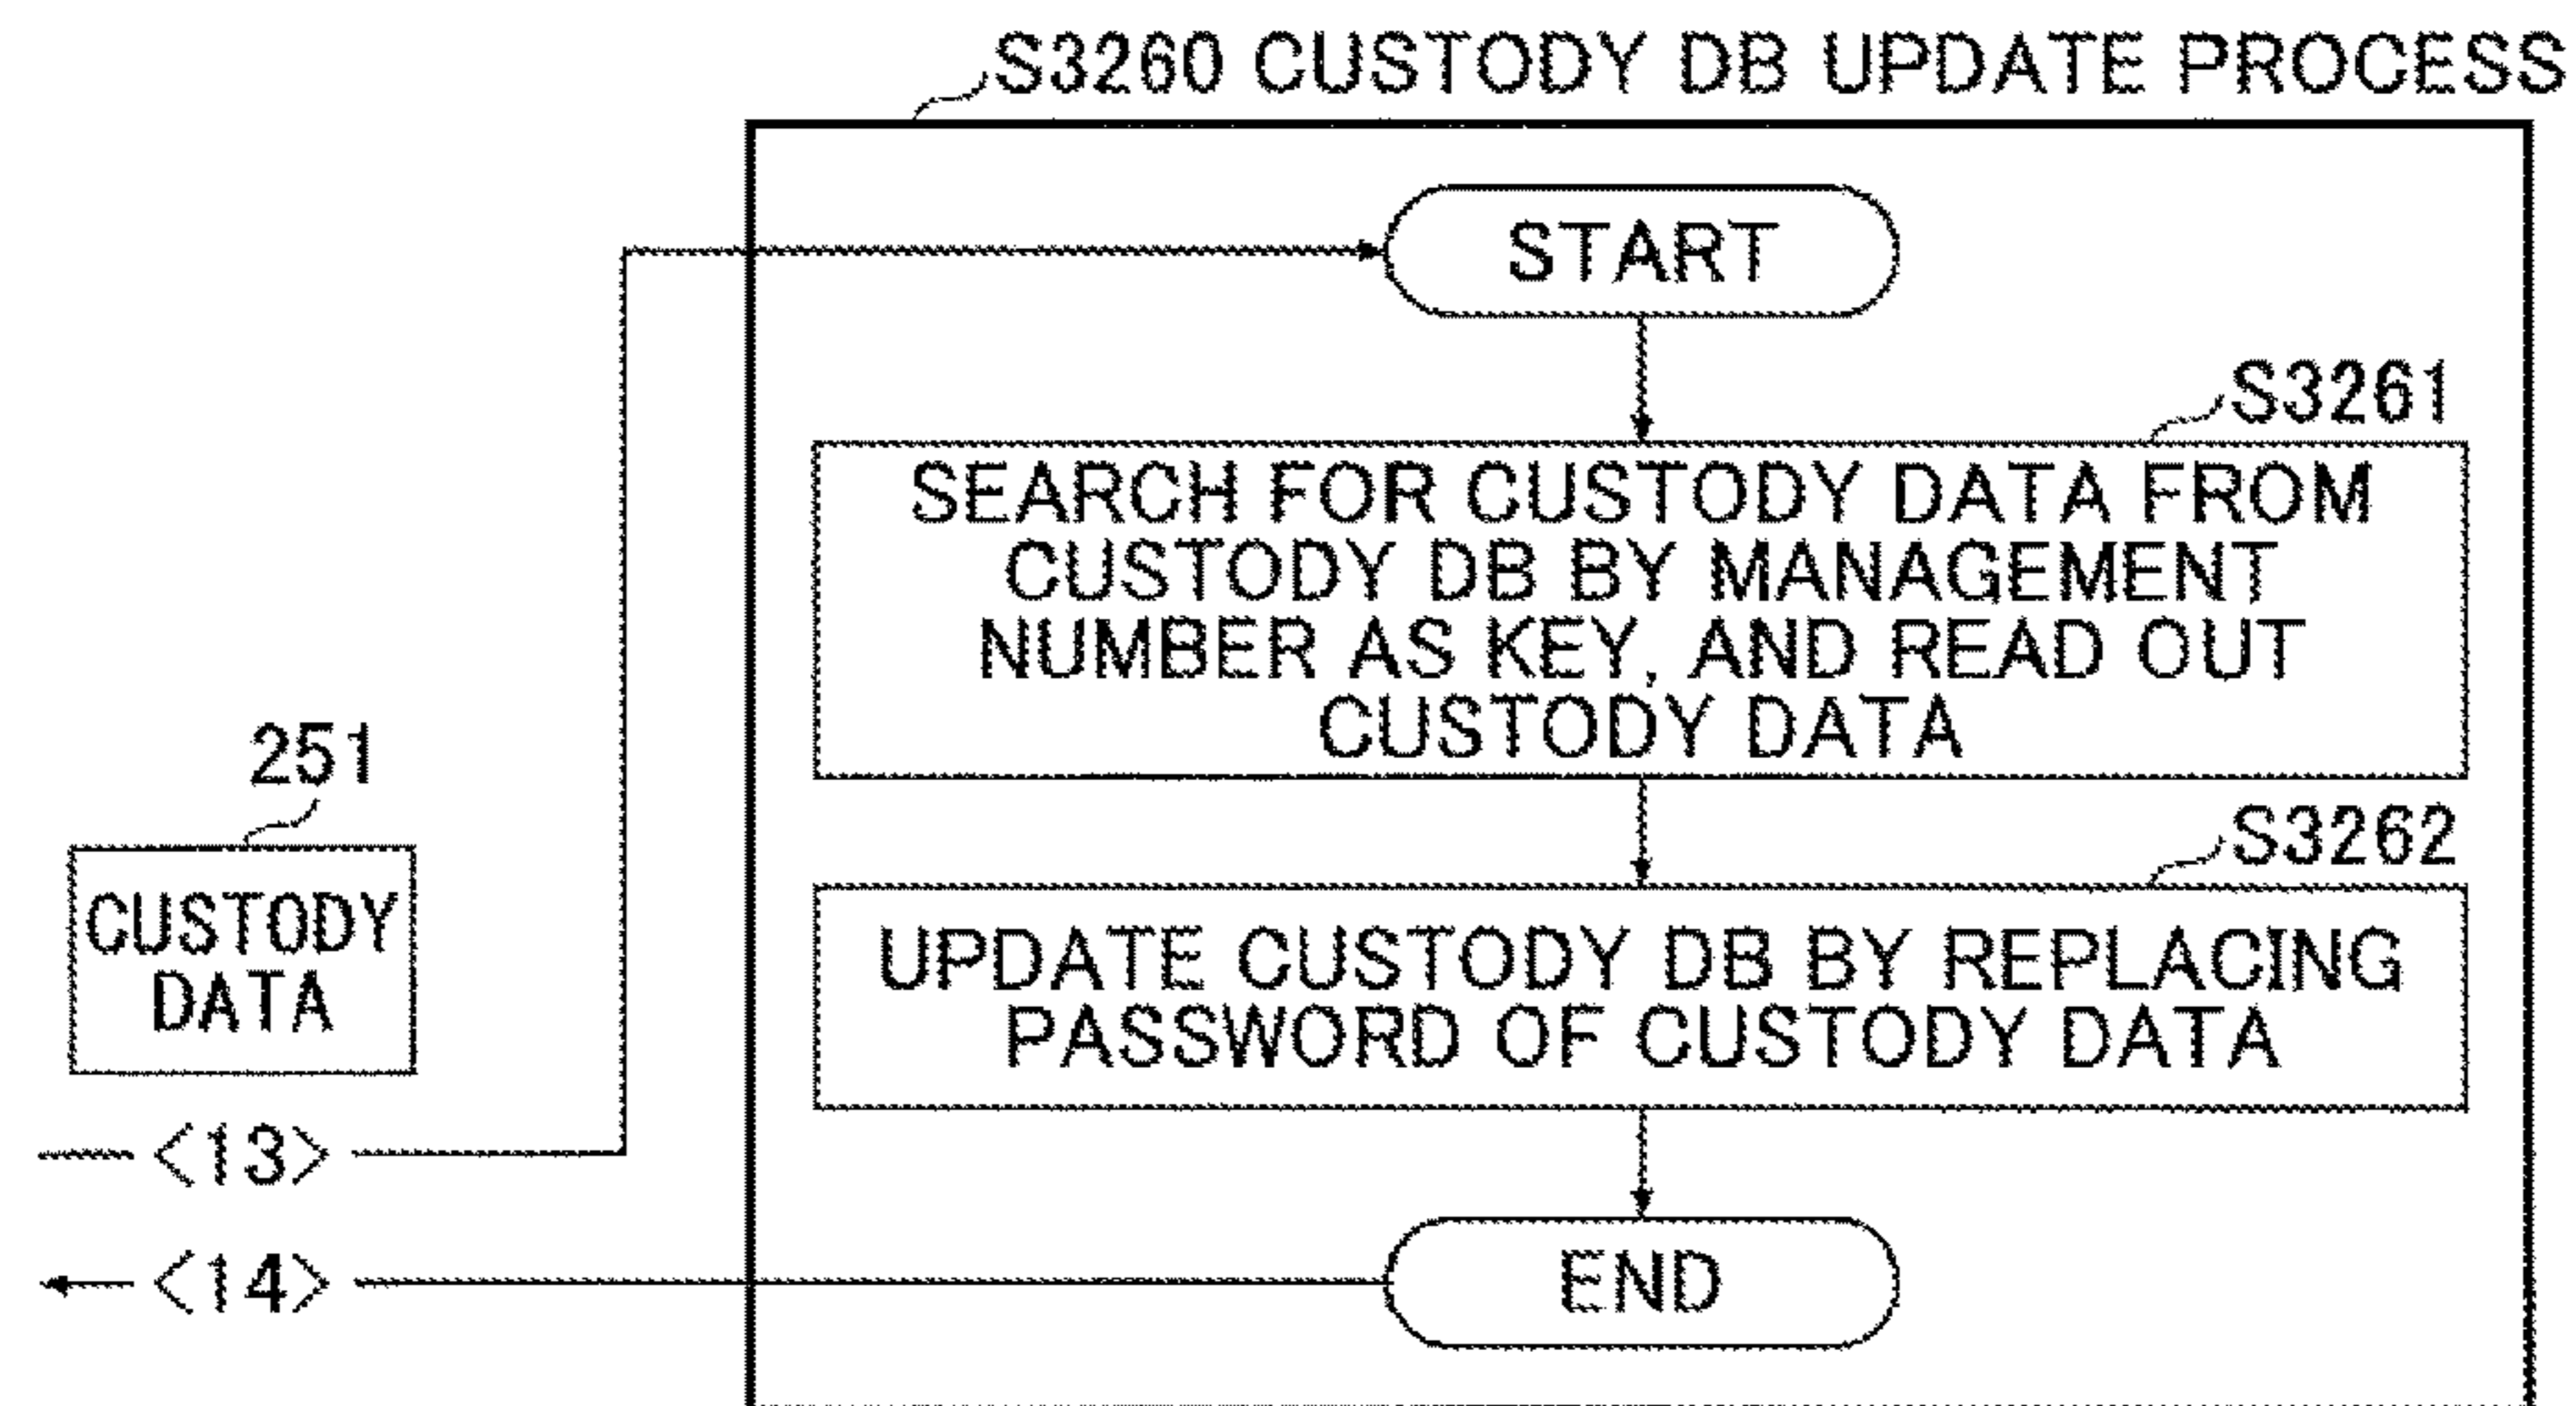 S3260 CUSTODY DB UPDATE PROCESS
START
S3261
SEARCH FOR CUSTODY DATA FROM
CUSTODY DB BY MANAGEMENT
NUMBER AS KEY, AND READ OUT
CUSTODY DATA
251
CUSTODY
DATA
S3262
UPDATE CUSTODY DB BY REPLACING
PASSWORD OF CUSTODY DATA
<13>
<14>
END